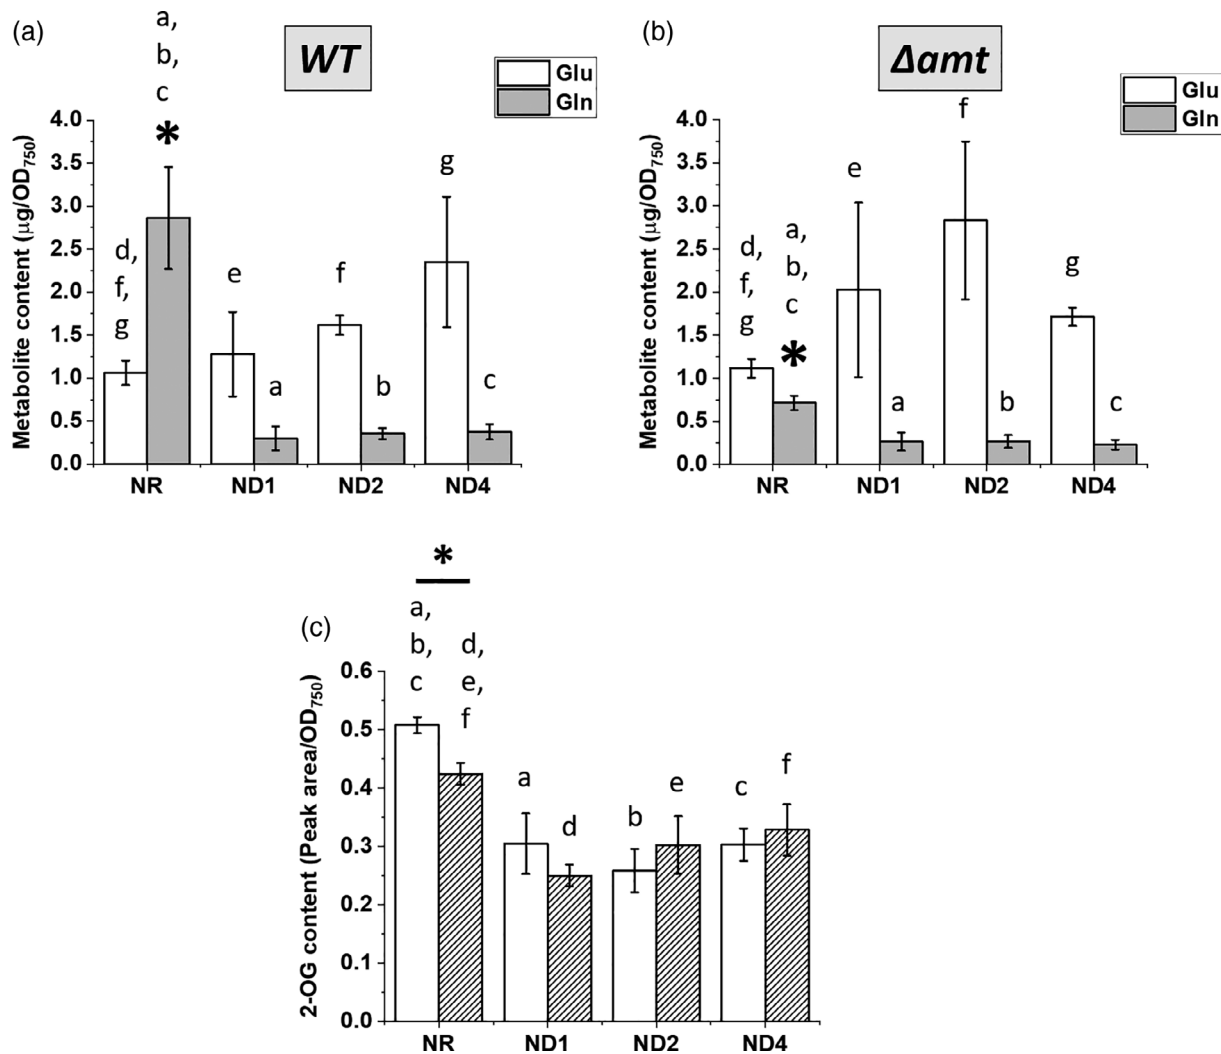 (a)
WT
Glu
Gln
a,
b,
c
*
d,
f,
g
e
a
f
b
g
c
Metabolite content (µg/OD750)
4.0
3.5
3.0
2.5
2.0
1.5
1.0
0.5
0.0
NR ND1 ND2 ND4
(b)
Δamt
Glu
Gln
d,
f,
g
a,
b,
c
*
e
a
f
b
g
c
Metabolite content (µg/OD750)
4.0
3.5
3.0
2.5
2.0
1.5
1.0
0.5
0.0
NR ND1 ND2 ND4
(c)
*
a,
b,
c
d,
e,
f
a
d
b
e
c
f
2-OG content (Peak area/OD750)
0.6
0.5
0.4
0.3
0.2
0.1
0.0
NR ND1 ND2 ND4